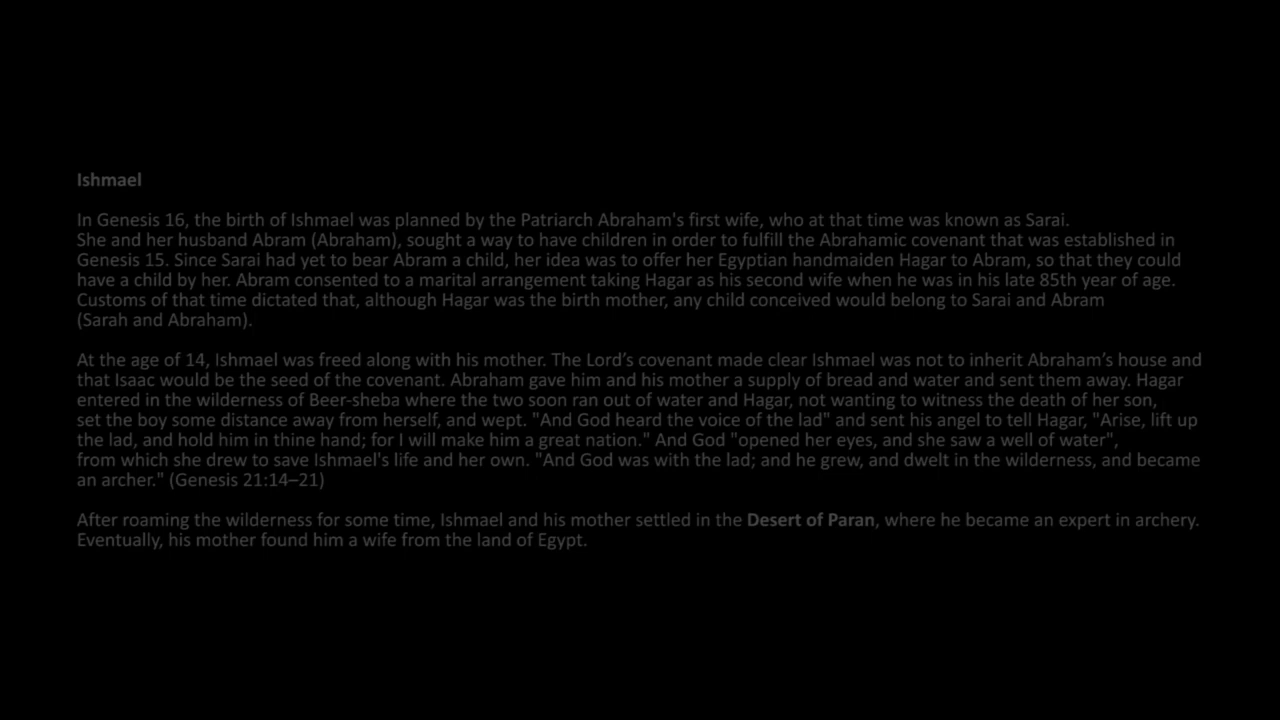 Ishmael
In Genesis 16, the birth of Ishmael was planned by the Patriarch Abraham's first wife, who at that time was known as Sarai.
She and her husband Abram (Abraham), sought a way to have children in order to fulfill the Abrahamic covenant that was established in
Genesis 15. Since Sarai had yet to bear Abram a child, her idea was to offer her Egyptian handmaiden Hagar to Abram, so that they could
have a child by her. Abram consented to a marital arrangement taking Hagar as his second wife when he was in his late 85th year of age.
Customs of that time dictated that, although Hagar was the birth mother, any child conceived would belong to Sarai and Abram
(Sarah and Abraham).
At the age of 14, Ishmael was freed along with his mother. The Lord’s covenant made clear Ishmael was not to inherit Abraham’s house and
that Isaac would be the seed of the covenant. Abraham gave him and his mother a supply of bread and water and sent them away. Hagar
entered in the wilderness of Beer-sheba where the two soon ran out of water and Hagar, not wanting to witness the death of her son,
set the boy some distance away from herself, and wept. "And God heard the voice of the lad" and sent his angel to tell Hagar, "Arise, lift up
the lad, and hold him in thine hand; for I will make him a great nation." And God "opened her eyes, and she saw a well of water",
from which she drew to save Ishmael's life and her own. "And God was with the lad; and he grew, and dwelt in the wilderness, and became
an archer." (Genesis 21:14–21)
After roaming the wilderness for some time, Ishmael and his mother settled in the Desert of Paran, where he became an expert in archery.
Eventually, his mother found him a wife from the land of Egypt.